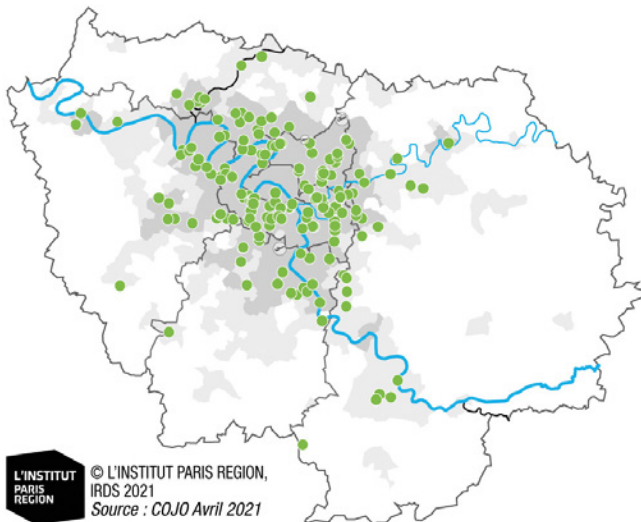 L'INSTITUT
PARIS
REGION
© L'INSTITUT PARIS REGION,
IRDS 2021
Source : COJO Avril 2021